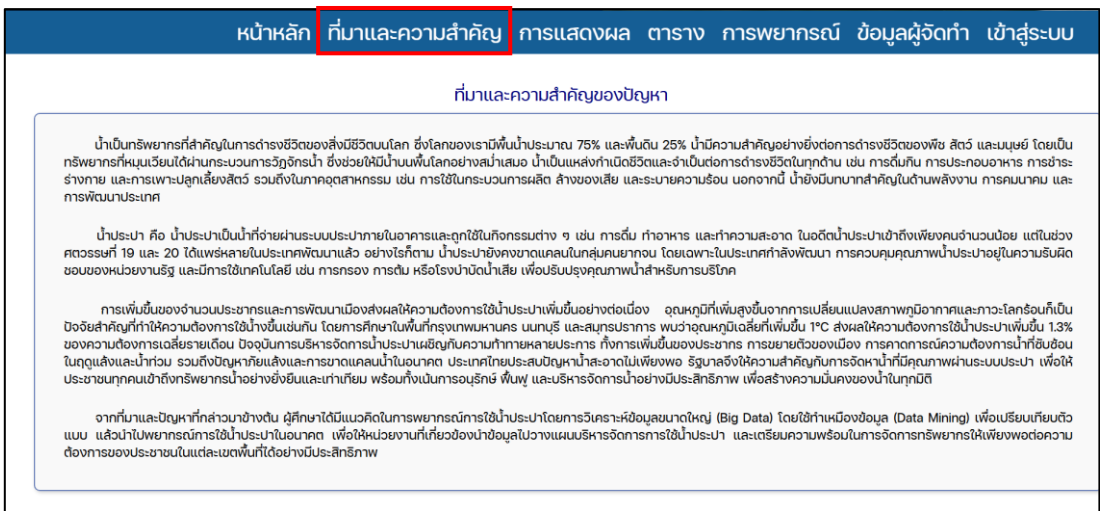 หน้าหลัก ที่มาและความสำคัญ การแสดงผล ตาราง การพยากรณ์ ข้อมูลผู้จัดทำ เข้าสู่ระบบ
ที่มาและความสำคัญของปัญหา
น้ำเป็นทรัพยากรที่สำคัญในการดำรงชีวิตของสิ่งมีชีวิตบนโลก ซึ่งโลกของเรามีพื้นน้ำประมาณ 75% และพื้นดิน 25% น้ำมีความสำคัญอย่างยิ่งต่อการดำรงชีวิตของพืช สัตว์ และมนุษย์ โดยเป็น
ทรัพยากรที่หมุนเวียนได้ผ่านกระบวนการวัฏจักรน้ำ ซึ่งช่วยให้มีน้ำบนพื้นโลกอย่างสม่ำเสมอ น้ำเป็นแหล่งกำเนิดชีวิตและจำเป็นต่อการดำรงชีวิตในทุกด้าน เช่น การดื่มกิน การประกอบอาหาร การชำระ
ร่างกาย และการเพาะปลูกเลี้ยงสัตว์ รวมถึงในภาคอุตสาหกรรม เช่น การใช้ในกระบวนการผลิต ล้างของเสีย และระบายความร้อน นอกจากนี้ น้ำยังมีบทบาทสำคัญในด้านพลังงาน การคมนาคม และ
การพัฒนาประเทศ
น้ำประปา คือ น้ำประปาเป็นน้ำที่จ่ายผ่านระบบประปาภายในอาคารและถูกใช้ในกิจกรรมต่าง ๆ เช่น การดื่ม ทำอาหาร และทำความสะอาด ในอดีตน้ำประปาเข้าถึงเพียงคนจำนวนน้อย แต่ในช่วง
ศตวรรษที่ 19 และ 20 ได้แพร่หลายในประเทศพัฒนาแล้ว อย่างไรก็ตาม น้ำประปายังคงขาดแคลนในกลุ่มคนยากจน โดยเฉพาะในประเทศกำลังพัฒนา การควบคุมคุณภาพน้ำประปาอยู่ในความรับผิด
ชอบของหน่วยงานรัฐ และมีการใช้เทคโนโลยี เช่น การกรอง การต้ม หรือโรงบำบัดน้ำเสีย เพื่อปรับปรุงคุณภาพน้ำสำหรับการบริโภค
การเพิ่มขึ้นของจำนวนประชากรและการพัฒนาเมืองส่งผลให้ความต้องการใช้น้ำประปาเพิ่มขึ้นอย่างต่อเนื่อง อุณหภูมิที่เพิ่มสูงขึ้นจากการเปลี่ยนแปลงสภาพภูมิอากาศและภาวะโลกร้อนก็เป็น
ปัจจัยสำคัญที่ทำให้ความต้องการใช้น้ำงขึ้นเช่นกัน โดยการศึกษาในพื้นที่กรุงเทพมหานคร นนทบุรี และสมุทรปราการ พบว่าอุณหภูมิเฉลี่ยที่เพิ่มขึ้น 1°C ส่งผลให้ความต้องการใช้น้ำประปาเพิ่มขึ้น 1.3%
ของความต้องการเฉลี่ยรายเดือน ปัจจุบันการบริหารจัดการน้ำประปาเผชิญกับความท้าทายหลายประการ ทั้งการเพิ่มขึ้นของประชากร การขยายตัวของเมือง การคาดการณ์ความต้องการน้ำที่ซับซ้อน
ในฤดูแล้งและน้ำท่วม รวมถึงปัญหาภัยแล้งและการขาดแคลนน้ำในอนาคต ประเทศไทยประสบปัญหาน้ำสะอาดไม่เพียงพอ รัฐบาลจึงให้ความสำคัญกับการจัดหาน้ำที่มีคุณภาพผ่านระบบประปา เพื่อให้
ประชาชนทุกคนเข้าถึงทรัพยากรน้ำอย่างยั่งยืนและเท่าเทียม พร้อมทั้งเน้นการอนุรักษ์ ฟื้นฟู และบริหารจัดการน้ำอย่างมีประสิทธิภาพ เพื่อสร้างความมั่นคงของน้ำในทุกมิติ
จากที่มาและปัญหาที่กล่าวมาข้างต้น ผู้ศึกษาได้มีแนวคิดในการพยากรณ์การใช้น้ำประปาโดยการวิเคราะห์ข้อมูลขนาดใหญ่ (Big Data) โดยใช้ทำเหมืองข้อมูล (Data Mining) เพื่อเปรียบเทียบตัว
แบบ แล้วนำไปพยากรณ์การใช้น้ำประปาในอนาคต เพื่อให้หน่วยงานที่เกี่ยวข้องนำข้อมูลไปวางแผนบริหารจัดการการใช้น้ำประปา และเตรียมความพร้อมในการจัดการทรัพยากรให้เพียงพอต่อความ
ต้องการของประชาชนในแต่ละเขตพื้นที่ได้อย่างมีประสิทธิภาพ